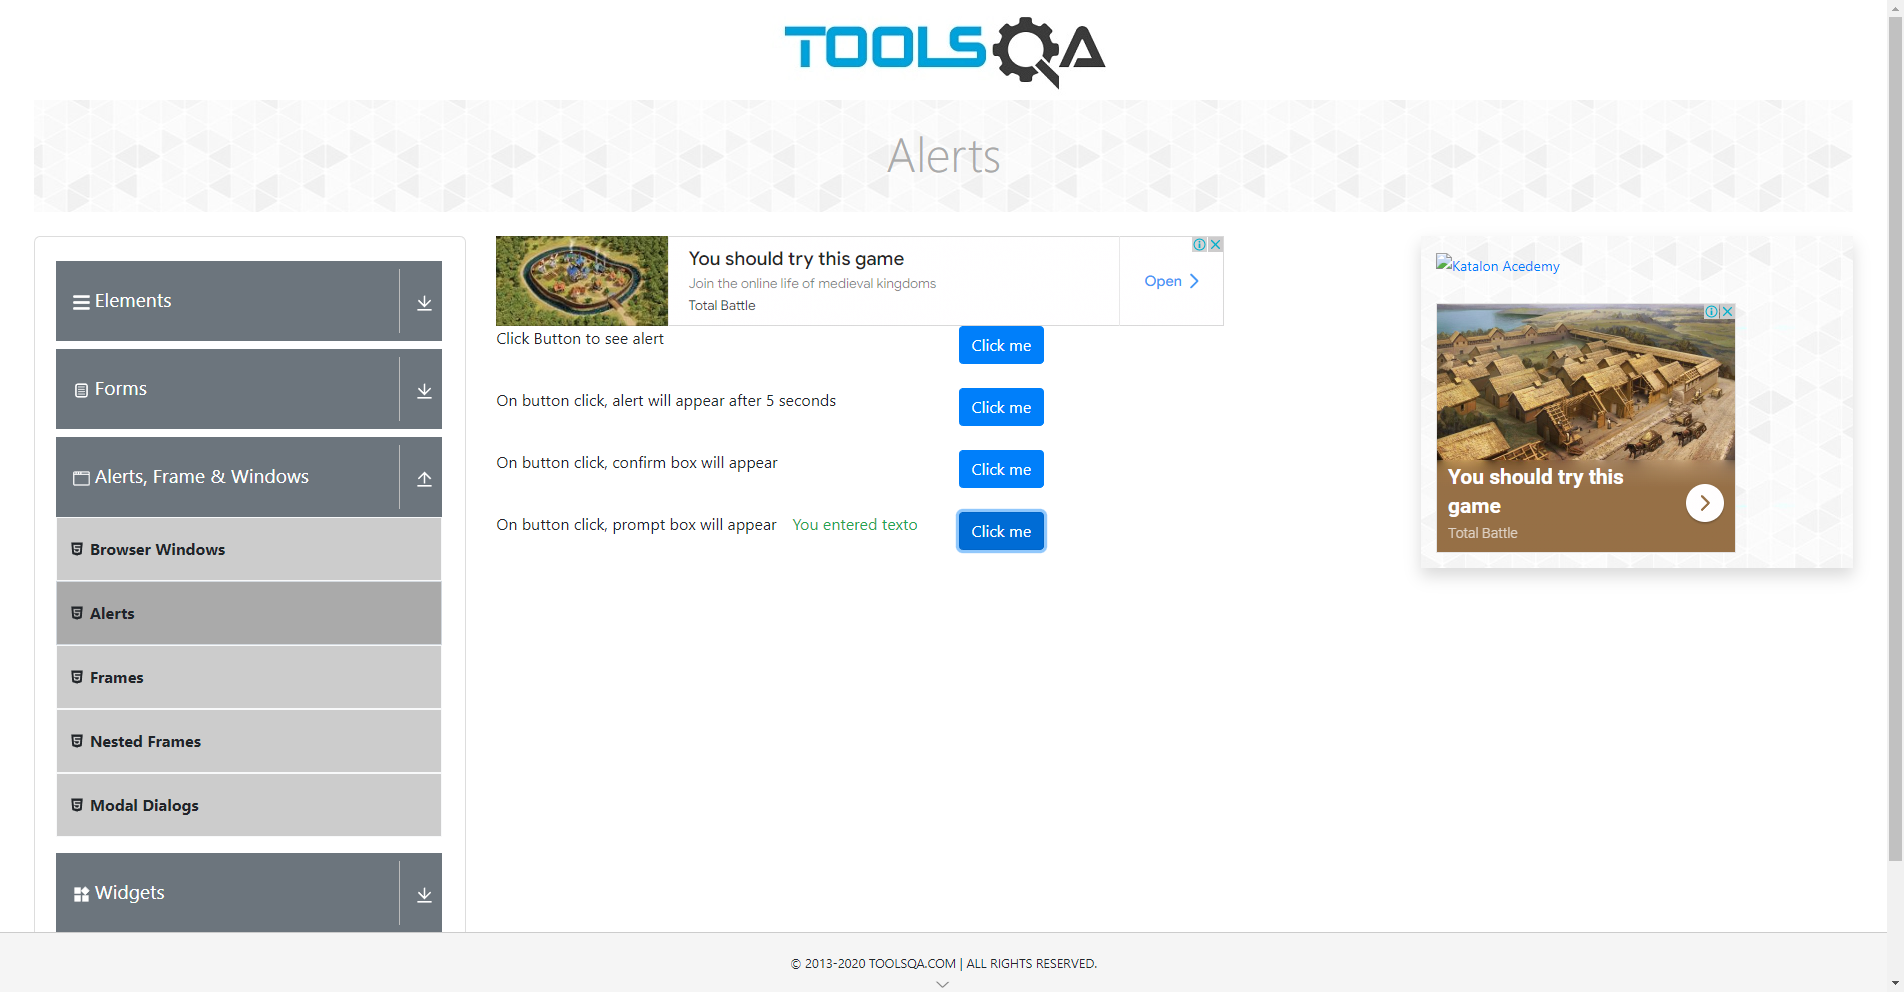 TOOLSQA
Alerts
Elements
Forms
Alerts, Frame & Windows
Browser Windows
Alerts
Frames
Nested Frames
Modal Dialogs
Widgets
You should try this game
Join the online life of medieval kingdoms
Total Battle
Open
Click Button to see alert
Click me
On button click, alert will appear after 5 seconds
Click me
On button click, confirm box will appear
Click me
On button click, prompt box will appear You entered texto
Click me
Katalon Acedemy
You should try this
game
Total Battle
© 2013-2020 TOOLSQA.COM | ALL RIGHTS RESERVED.